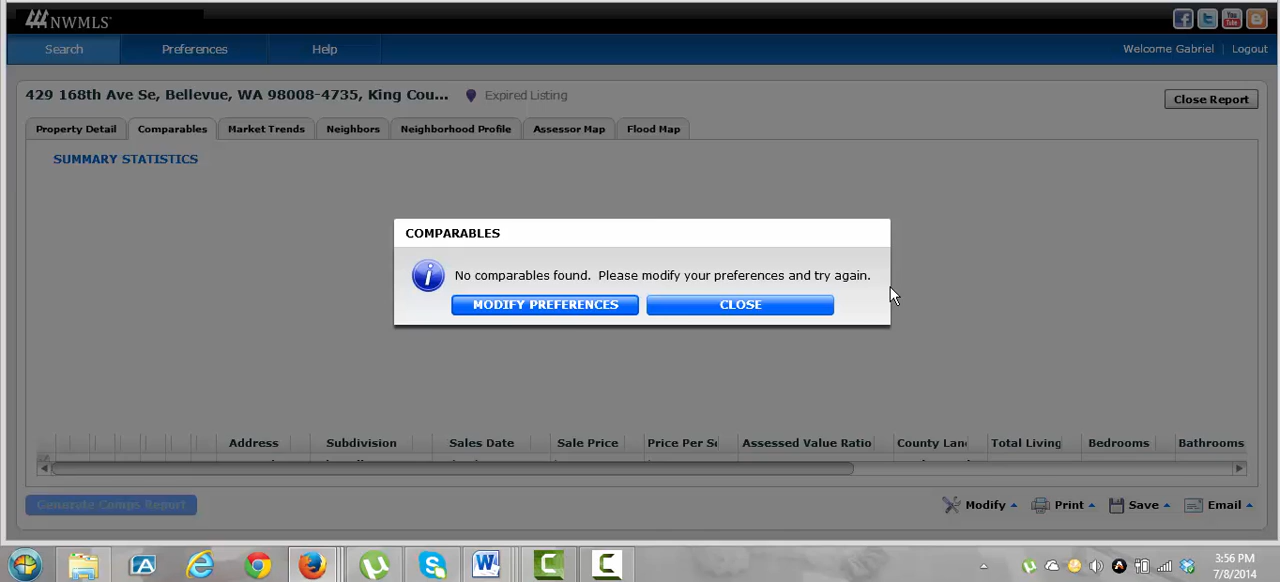 NWMLS
Search Preferences Help Welcome Gabriel | Logout
429 168th Ave Se, Bellevue, WA 98008-4735, King Cou... Expired Listing Close Report
Property Detail Comparables Market Trends Neighbors Neighborhood Profile Assessor Map Flood Map
SUMMARY STATISTICS
COMPARABLES
No comparables found. Please modify your preferences and try again.
MODIFY PREFERENCES CLOSE
Address Subdivision Sales Date Sale Price Price Per S Assessed Value Ratio County Lan Total Living Bedrooms Bathrooms
Generate Comps Report Modify Print Save Email
3:56 PM
7/8/2014